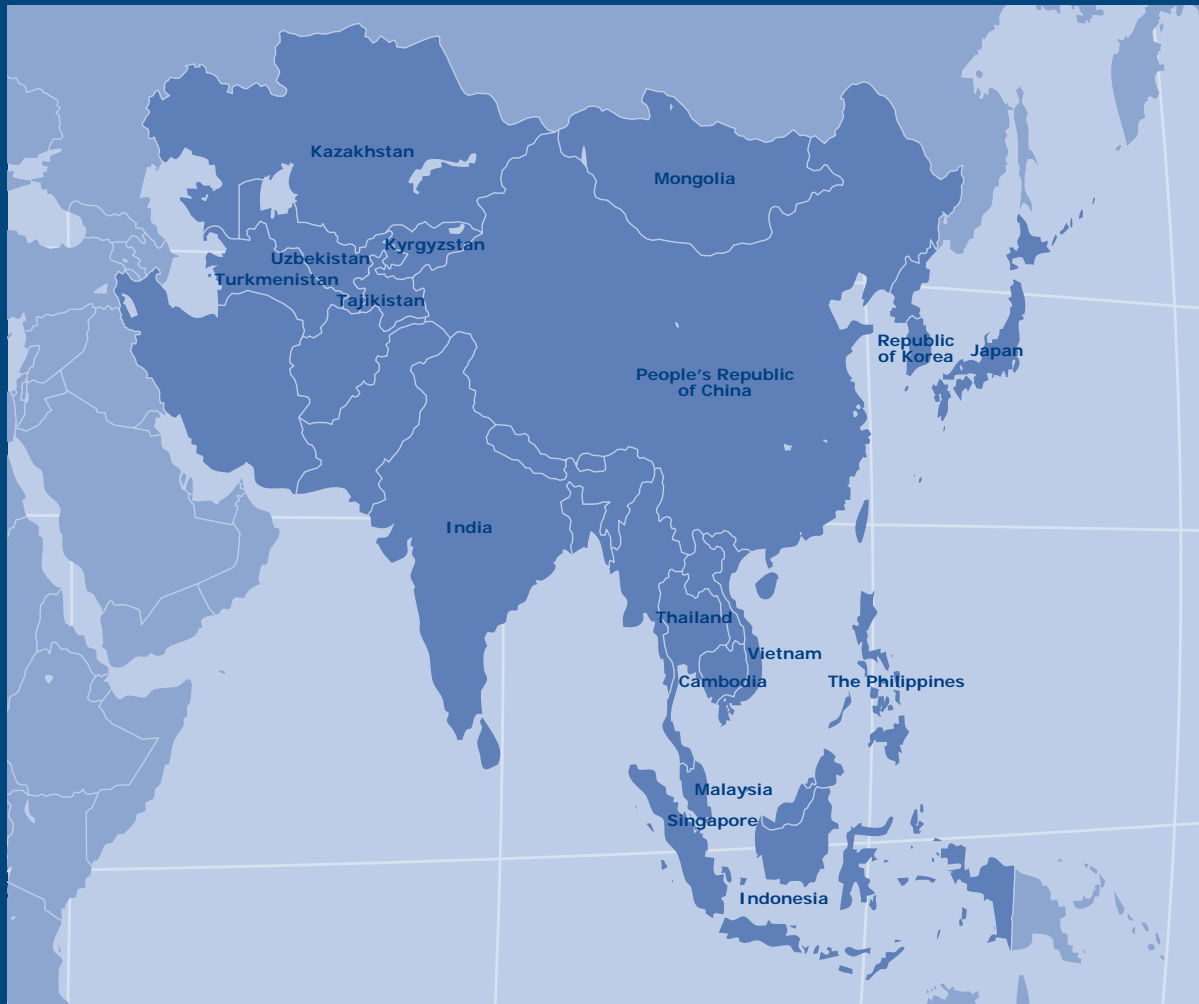 Kazakhstan
Mongolia
Kyrgyzstan
Uzbekistan
Turkmenistan
Tajikistan
Republic
of Korea
Japan
People's Republic
of China
India
Thailand
Vietnam
Cambodia
The Philippines
Malaysia
Singapore
Indonesia